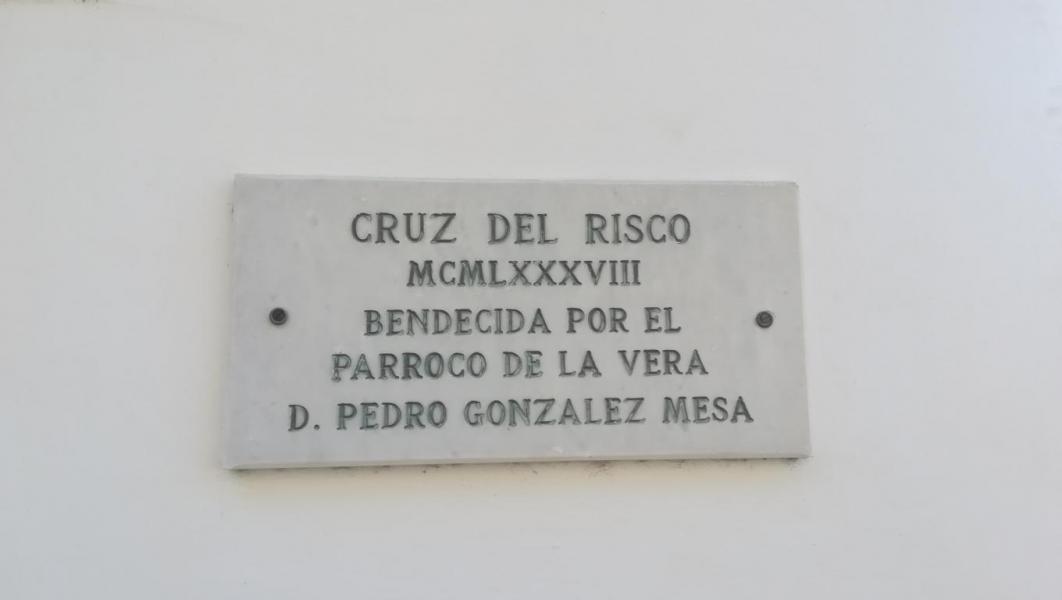 CRUZ DEL RISCO
MCMLXXXVIII
BENDECIDA POR EL
PARROCO DE LA VERA
D. PEDRO GONZALEZ MESA